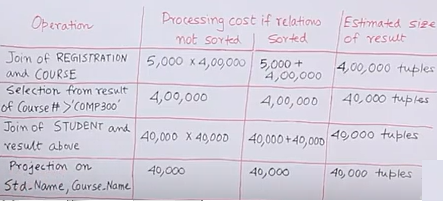 Operation
Processing cost if relations
not sorted
Sorted
Estimated size
of result
Join of REGISTRATION
and COURSE
5,000 x 4,00,000
5,000 +
4,00,000
4,00,000 tuples
Selection from result
of Course# >'COMP300'
4,00,000
4,00,000
40,000 tuples
Join of STUDENT and
result above
40,000 x 40,000
40,000+40,000
40,000 tuples
Projection on
Std_Name, Course_Name
40,000
40,000
40,000 tuples